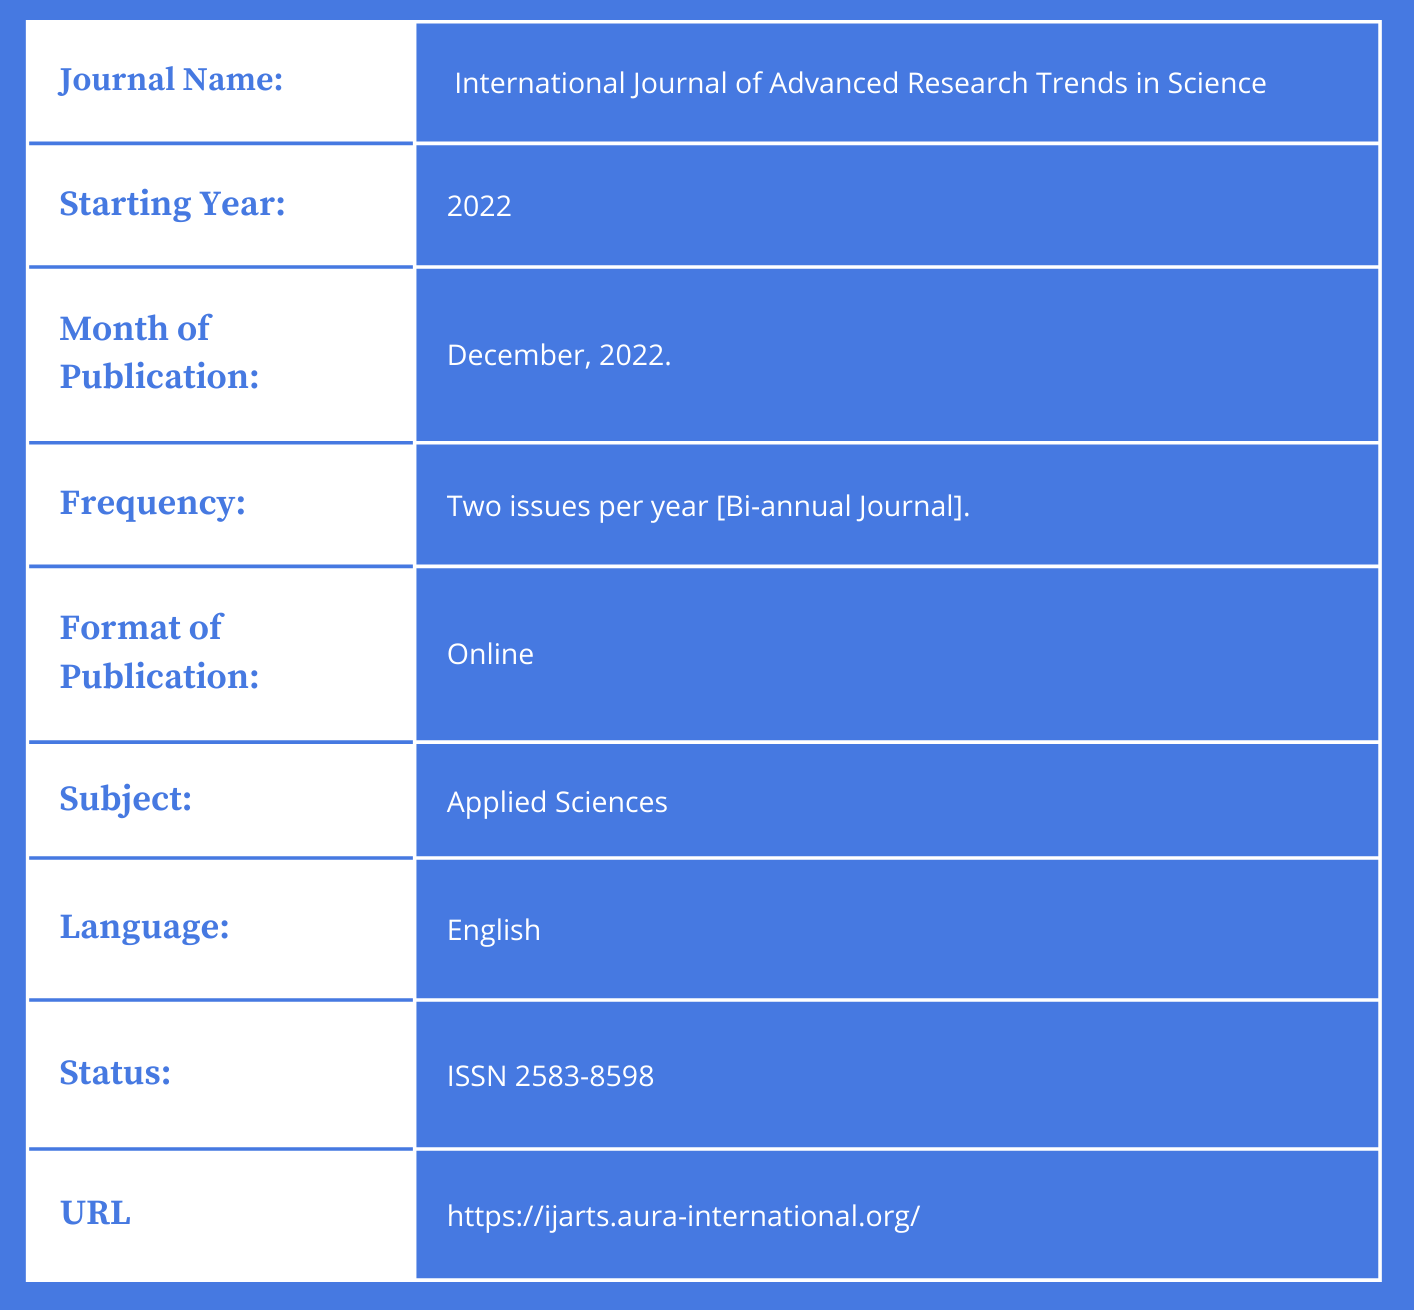 Journal Name:
International Journal of Advanced Research Trends in Science
Starting Year:
2022
Month of
Publication:
December, 2022.
Frequency:
Two issues per year [Bi-annual Journal].
Format of
Publication:
Online
Subject:
Applied Sciences
Language:
English
Status:
ISSN 2583-8598
URL
https://ijarts.aura-international.org/